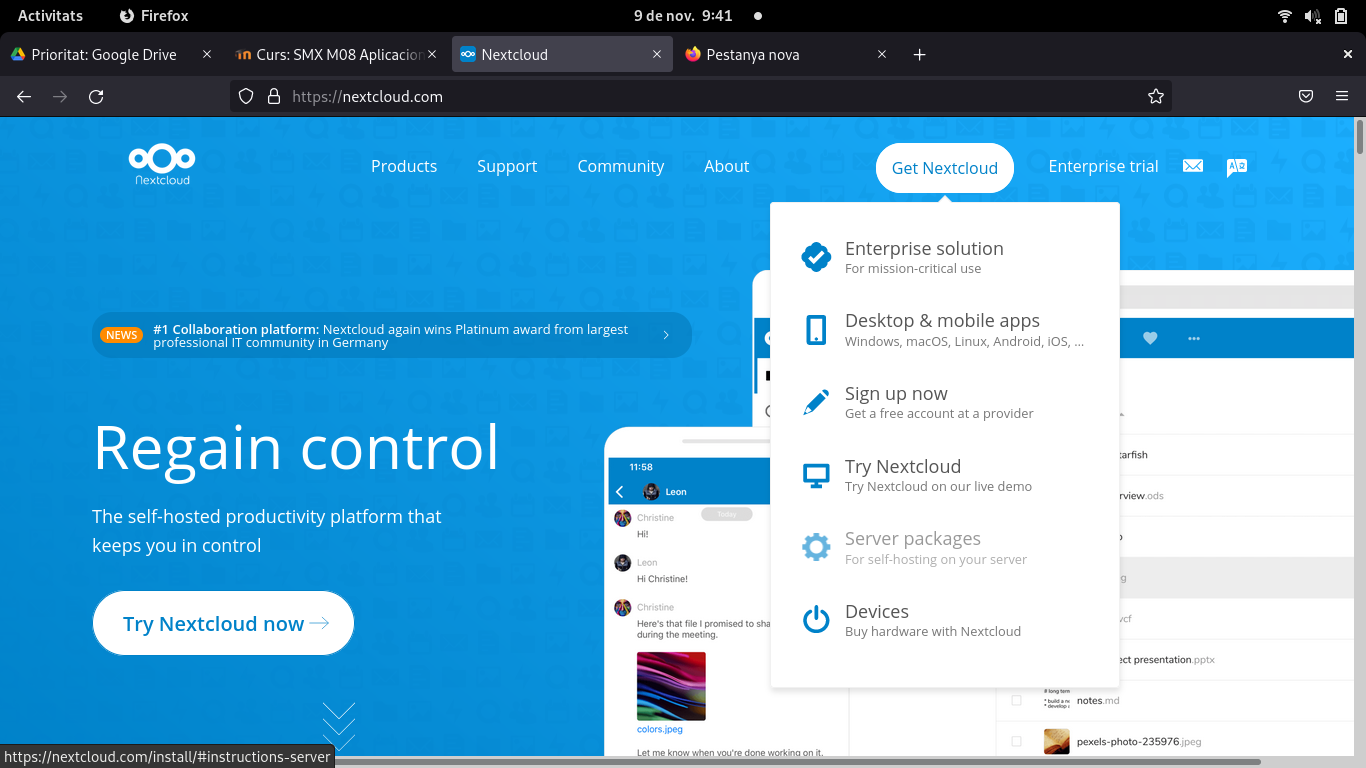 Activitats
Firefox
9 de nov. 9:41
Prioritat: Google Drive
Curs: SMX M08 Aplicacion
Nextcloud
Pestanya nova
https://nextcloud.com
nextcloud
Products
Support
Community
About
Get Nextcloud
Enterprise trial
Enterprise solution
For mission-critical use
Desktop & mobile apps
Windows, macOS, Linux, Android, iOS, ...
Sign up now
Get a free account at a provider
Try Nextcloud
Try Nextcloud on our live demo
Server packages
For self-hosting on your server
Devices
Buy hardware with Nextcloud
NEWS
#1 Collaboration platform: Nextcloud again wins Platinum award from largest
professional IT community in Germany
Regain control
The self-hosted productivity platform that
keeps you in control
Try Nextcloud now
11:58
Leon
Today
Christine
Hi!
Leon
Hi Christine!
Christine
Here's that file I promised to sha
during the meeting.
colors.jpeg
Let me know when you're done working on it.
tarfish
rview.ods
vcf
ect presentation.pptx
notes.md
pexels-photo-235976.jpeg
https://nextcloud.com/install/#instructions-server